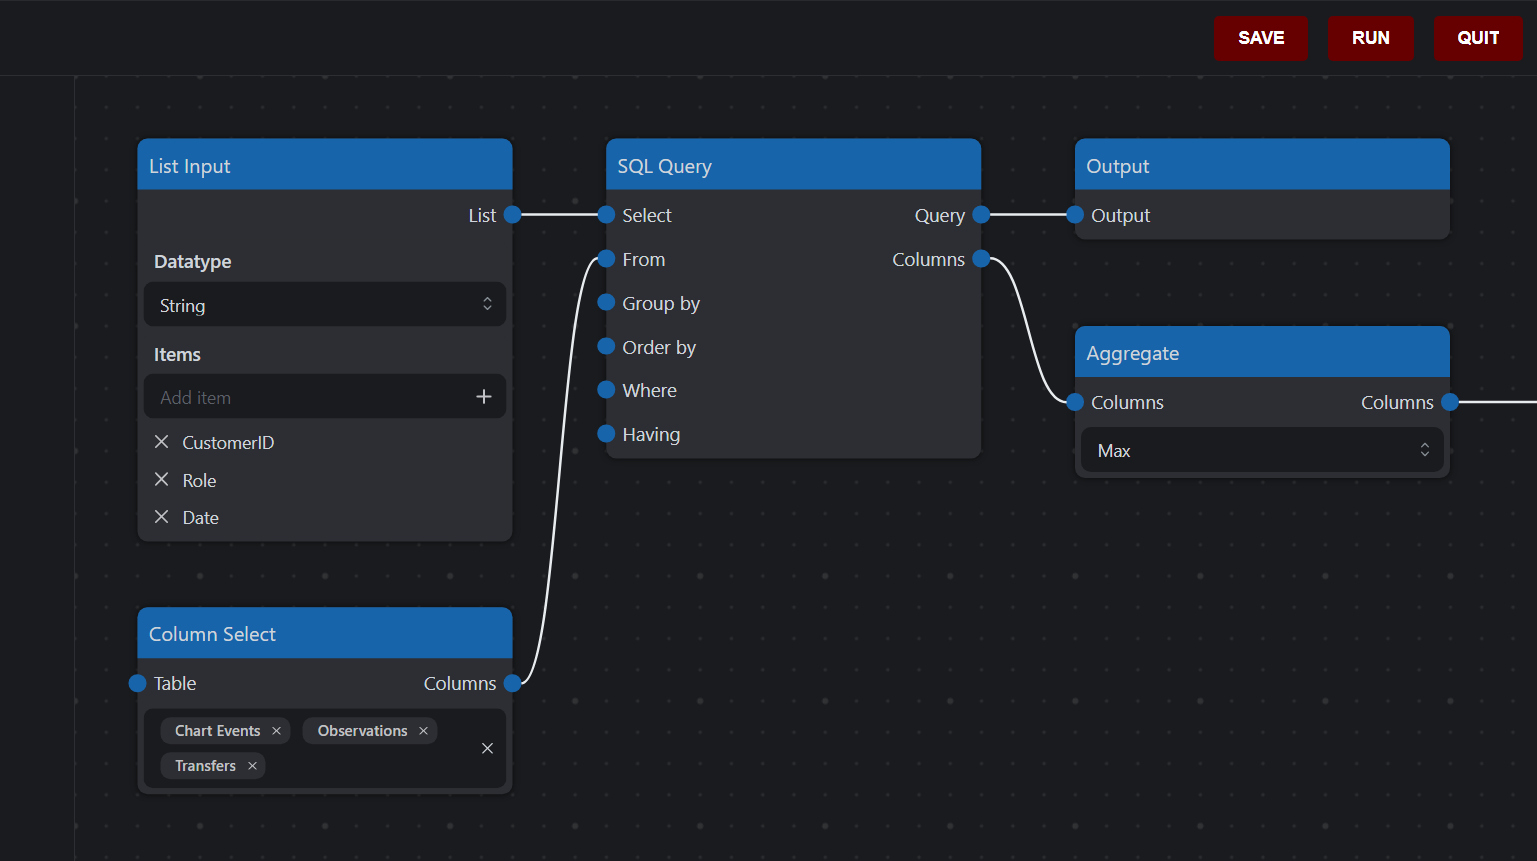 SAVE RUN QUIT
List Input
List
Datatype
String
Items
Add item
CustomerID
Role
Date
Column Select
Table Columns
Chart Events Observations
Transfers
SQL Query
Select Query
From Columns
Group by
Order by
Where
Having
Output
Output
Aggregate
Columns Columns
Max